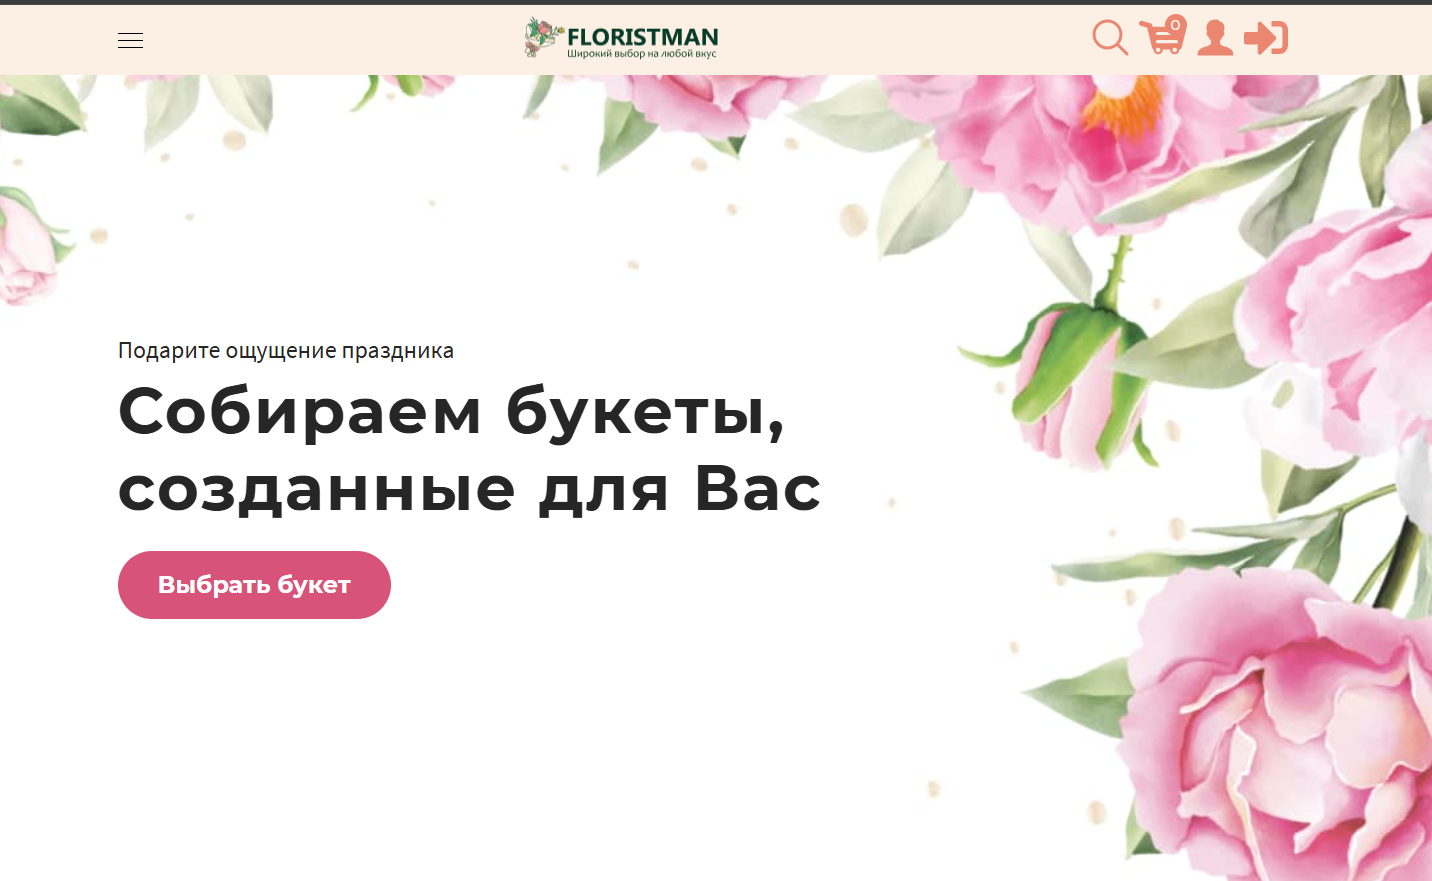 FLORISTMAN
Широкий выбор на любой вкус
0
Подарите ощущение праздника
Собираем букеты,
созданные для Вас
Выбрать букет